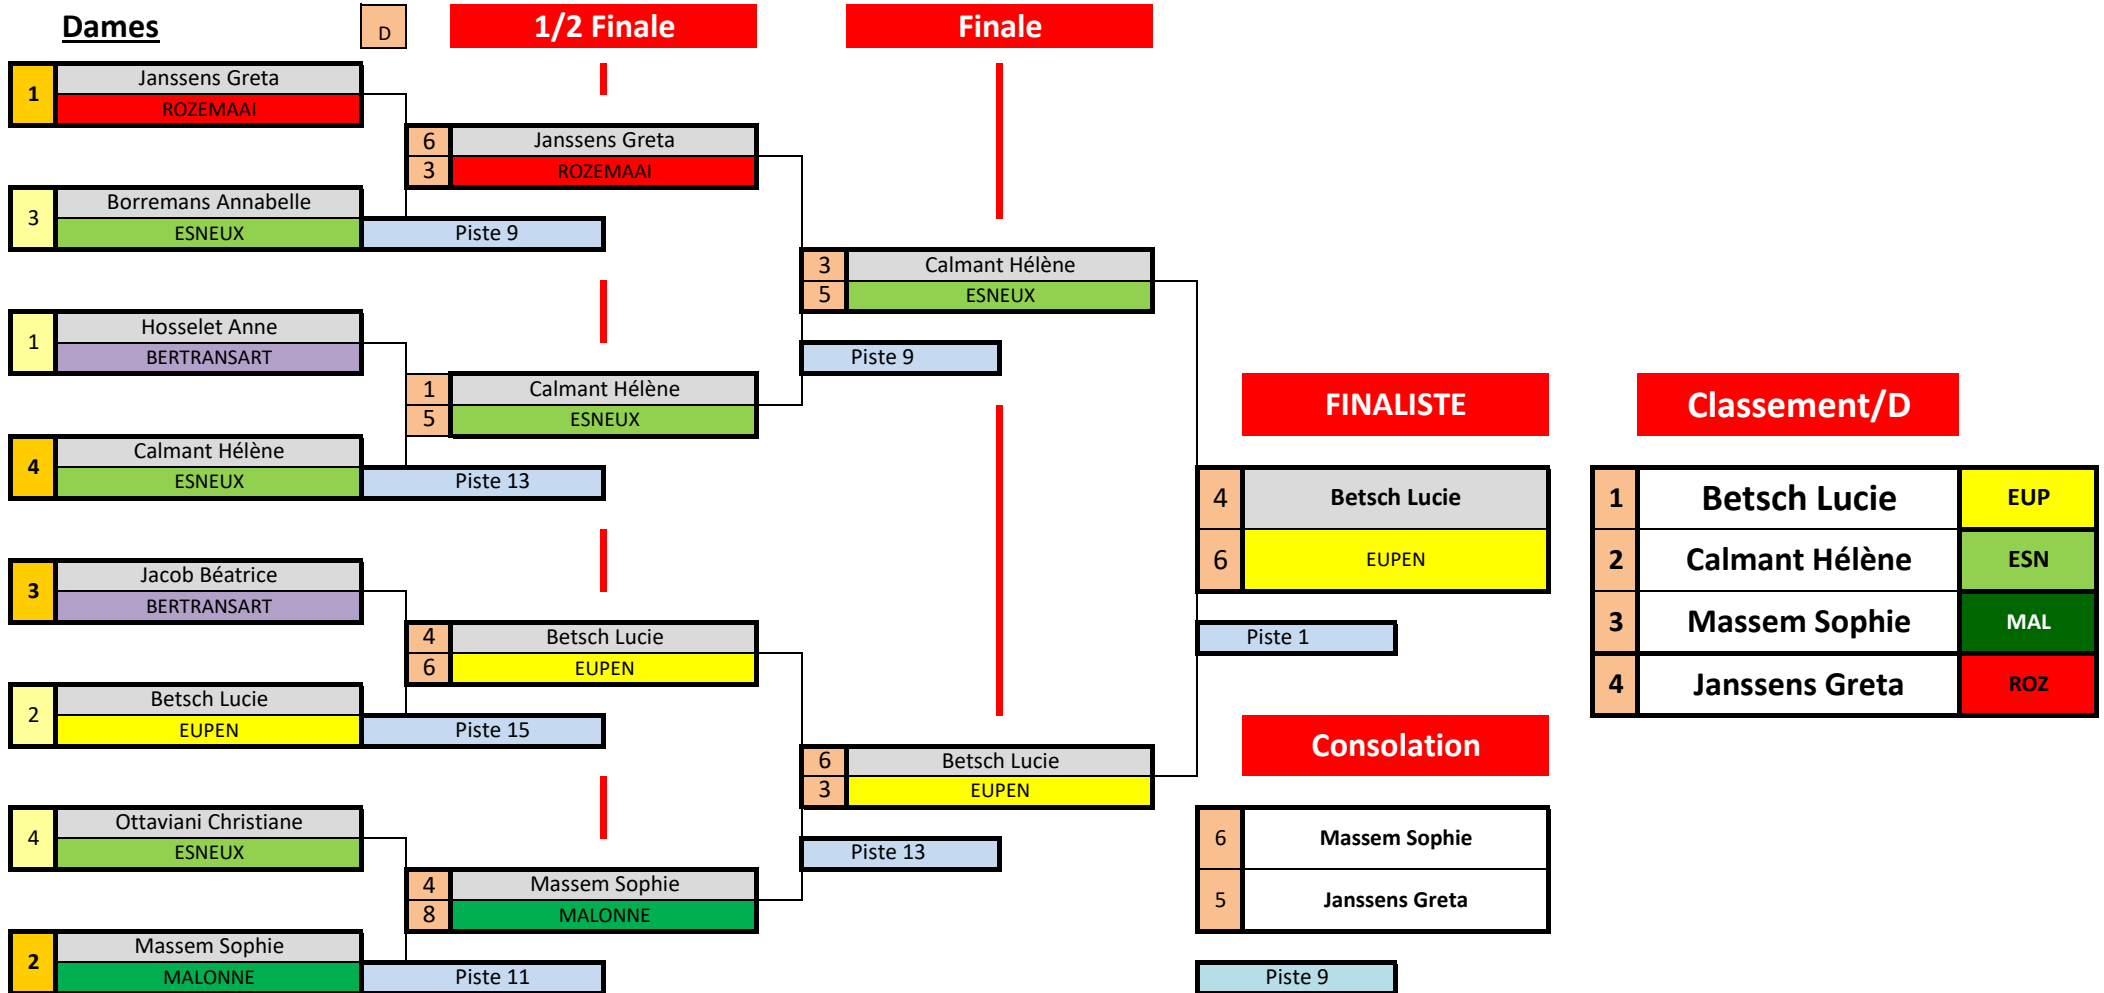 Dames
D
1/2 Finale
Finale
1
Janssens Greta
ROZEMAAI
6
Janssens Greta
3
ROZEMAAI
3
Borremans Annabelle
ESNEUX
Piste 9
3
Calmant Hélène
5
ESNEUX
1
Hosselet Anne
BERTRANSART
Piste 9
1
Calmant Hélène
5
ESNEUX
FINALISTE
Classement/D
4
Calmant Hélène
ESNEUX
Piste 13
4
Betsch Lucie
6
EUPEN
1
Betsch Lucie
EUP
2
Calmant Hélène
ESN
3
Massem Sophie
MAL
4
Janssens Greta
ROZ
3
Jacob Béatrice
BERTRANSART
4
Betsch Lucie
6
EUPEN
Piste 1
2
Betsch Lucie
EUPEN
Piste 15
Consolation
6
Betsch Lucie
3
EUPEN
4
Ottaviani Christiane
ESNEUX
Piste 13
6
Massem Sophie
5
Janssens Greta
4
Massem Sophie
8
MALONNE
2
Massem Sophie
MALONNE
Piste 11
Piste 9